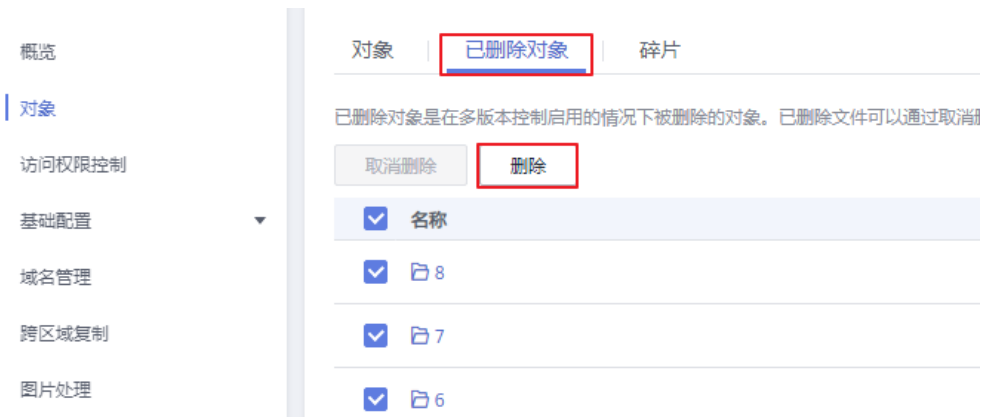 概览
对象
访问权限控制
基础配置
域名管理
跨区域复制
图片处理
对象 已删除对象 碎片
已删除对象是在多版本控制启用的情况下被删除的对象。已删除文件可以通过取消
取消删除 删除
名称
8
7
6